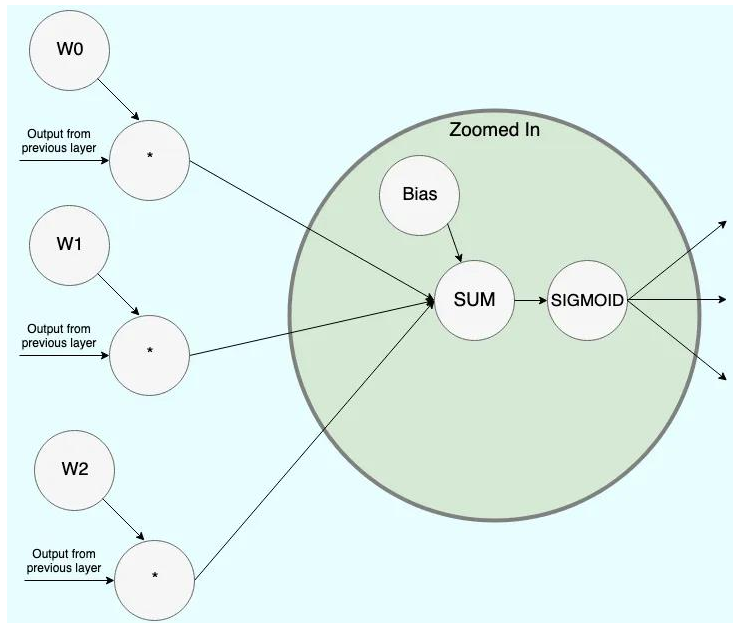 W0
Output from
previous layer
*
Zoomed In
Bias
W1
SUM
SIGMOID
Output from
previous layer
*
W2
Output from
previous layer
*